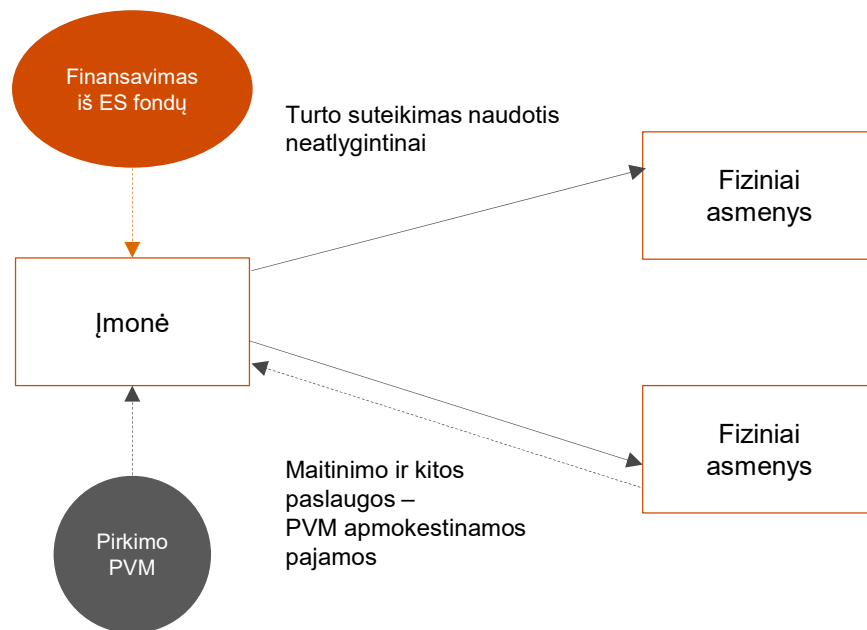 Finansavimas
iš ES fondų
Turto suteikimas naudotis
neatlygintinai
Fiziniai
asmenys
Įmonė
Fiziniai
asmenys
Maitinimo ir kitos
paslaugos –
PVM apmokestinamos
pajamos
Pirkimo
PVM